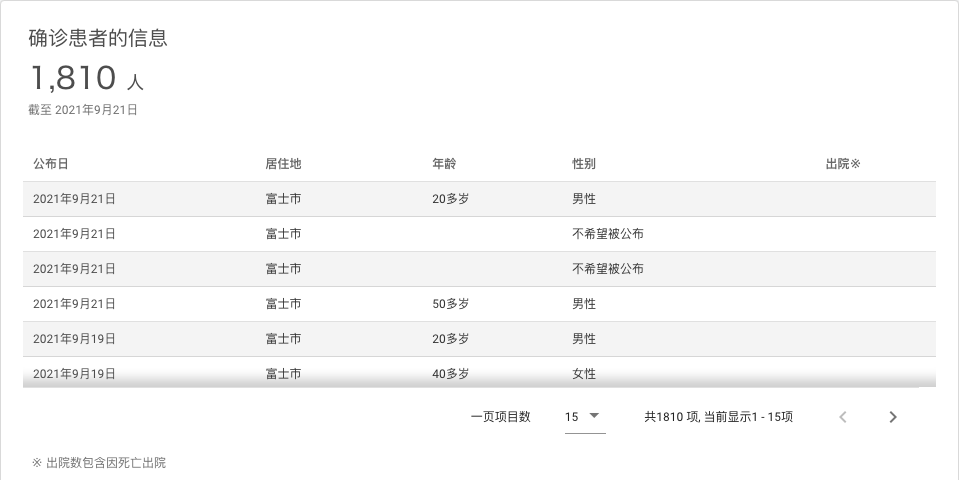 确诊患者的信息
1,810 人
截至 2021年9月21日
公布日 居住地 年龄 性别 出院※
2021年9月21日 富士市 20多岁 男性
2021年9月21日 富士市 不希望被公布
2021年9月21日 富士市 不希望被公布
2021年9月21日 富士市 50多岁 男性
2021年9月19日 富士市 20多岁 男性
2021年9月19日 富士市 40多岁 女性
一页项目数 15 共1810 项, 当前显示1 - 15项
※ 出院数包含因死亡出院